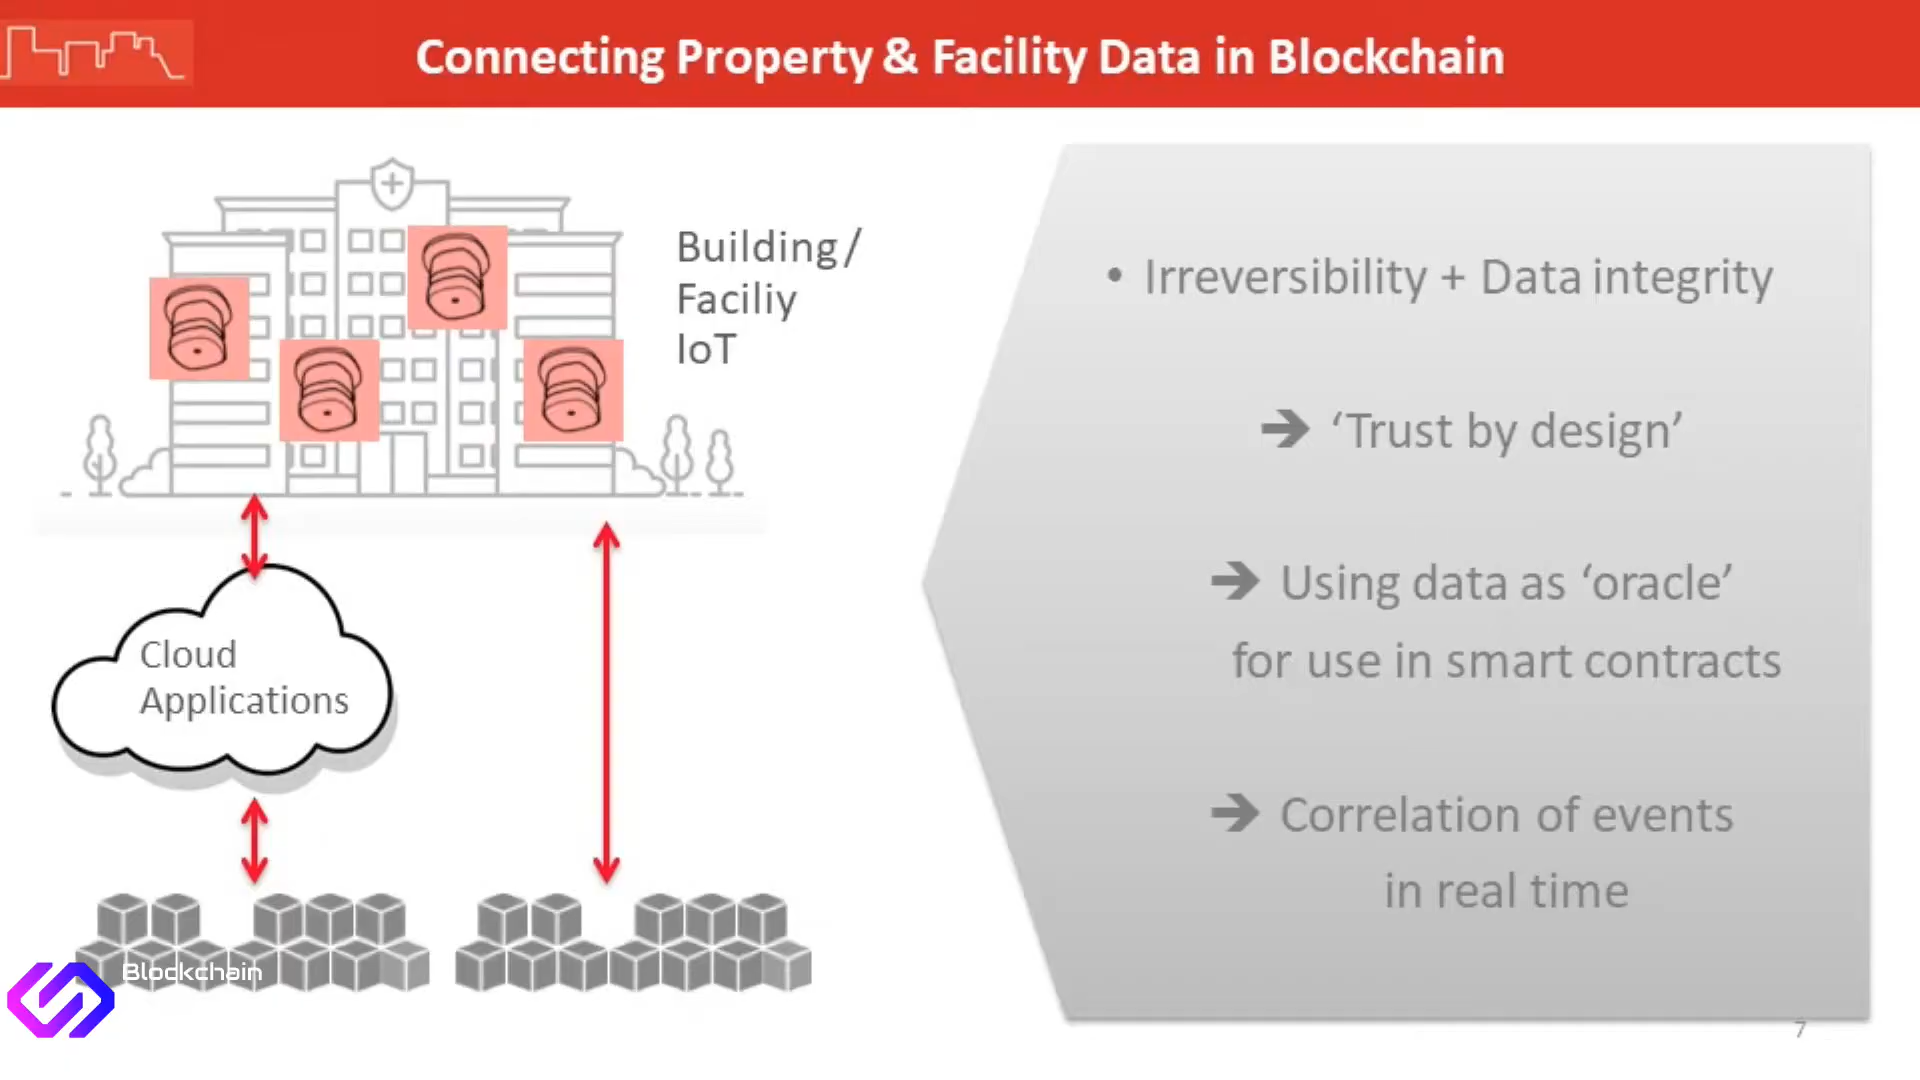 Connecting Property & Facility Data in Blockchain
Building/
Faciliy
IoT
Cloud
Applications
Blockchain
• Irreversibility + Data integrity
➔ ‘Trust by design’
➔ Using data as ‘oracle’
for use in smart contracts
➔ Correlation of events
in real time
7